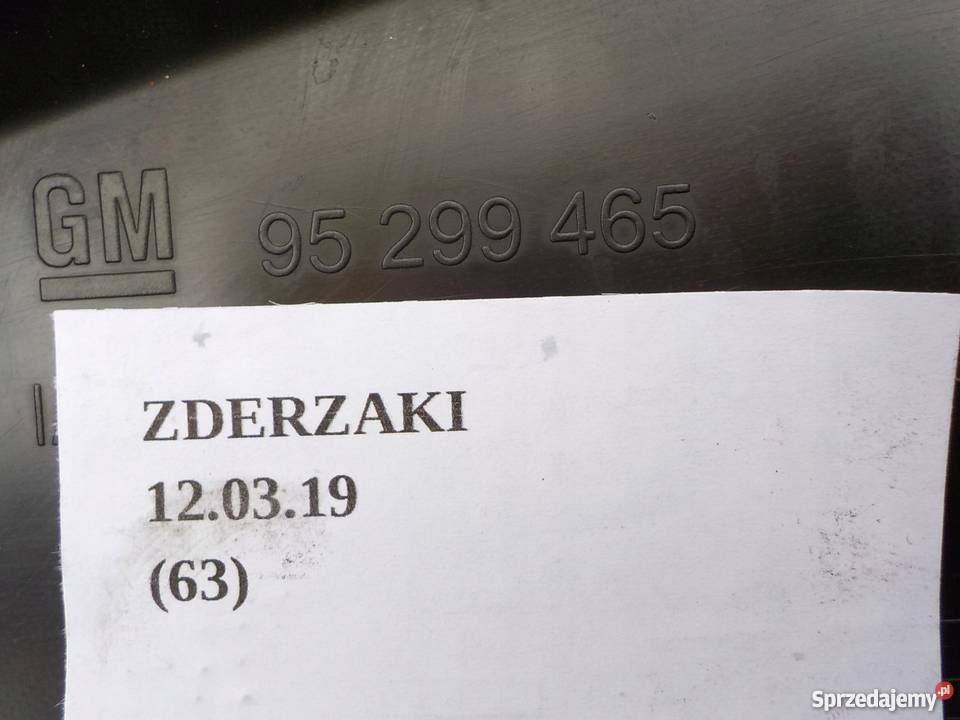 GM 95 299 465
ZDERZAKI
12.03.19
(63)
Sprzedajemy.pl